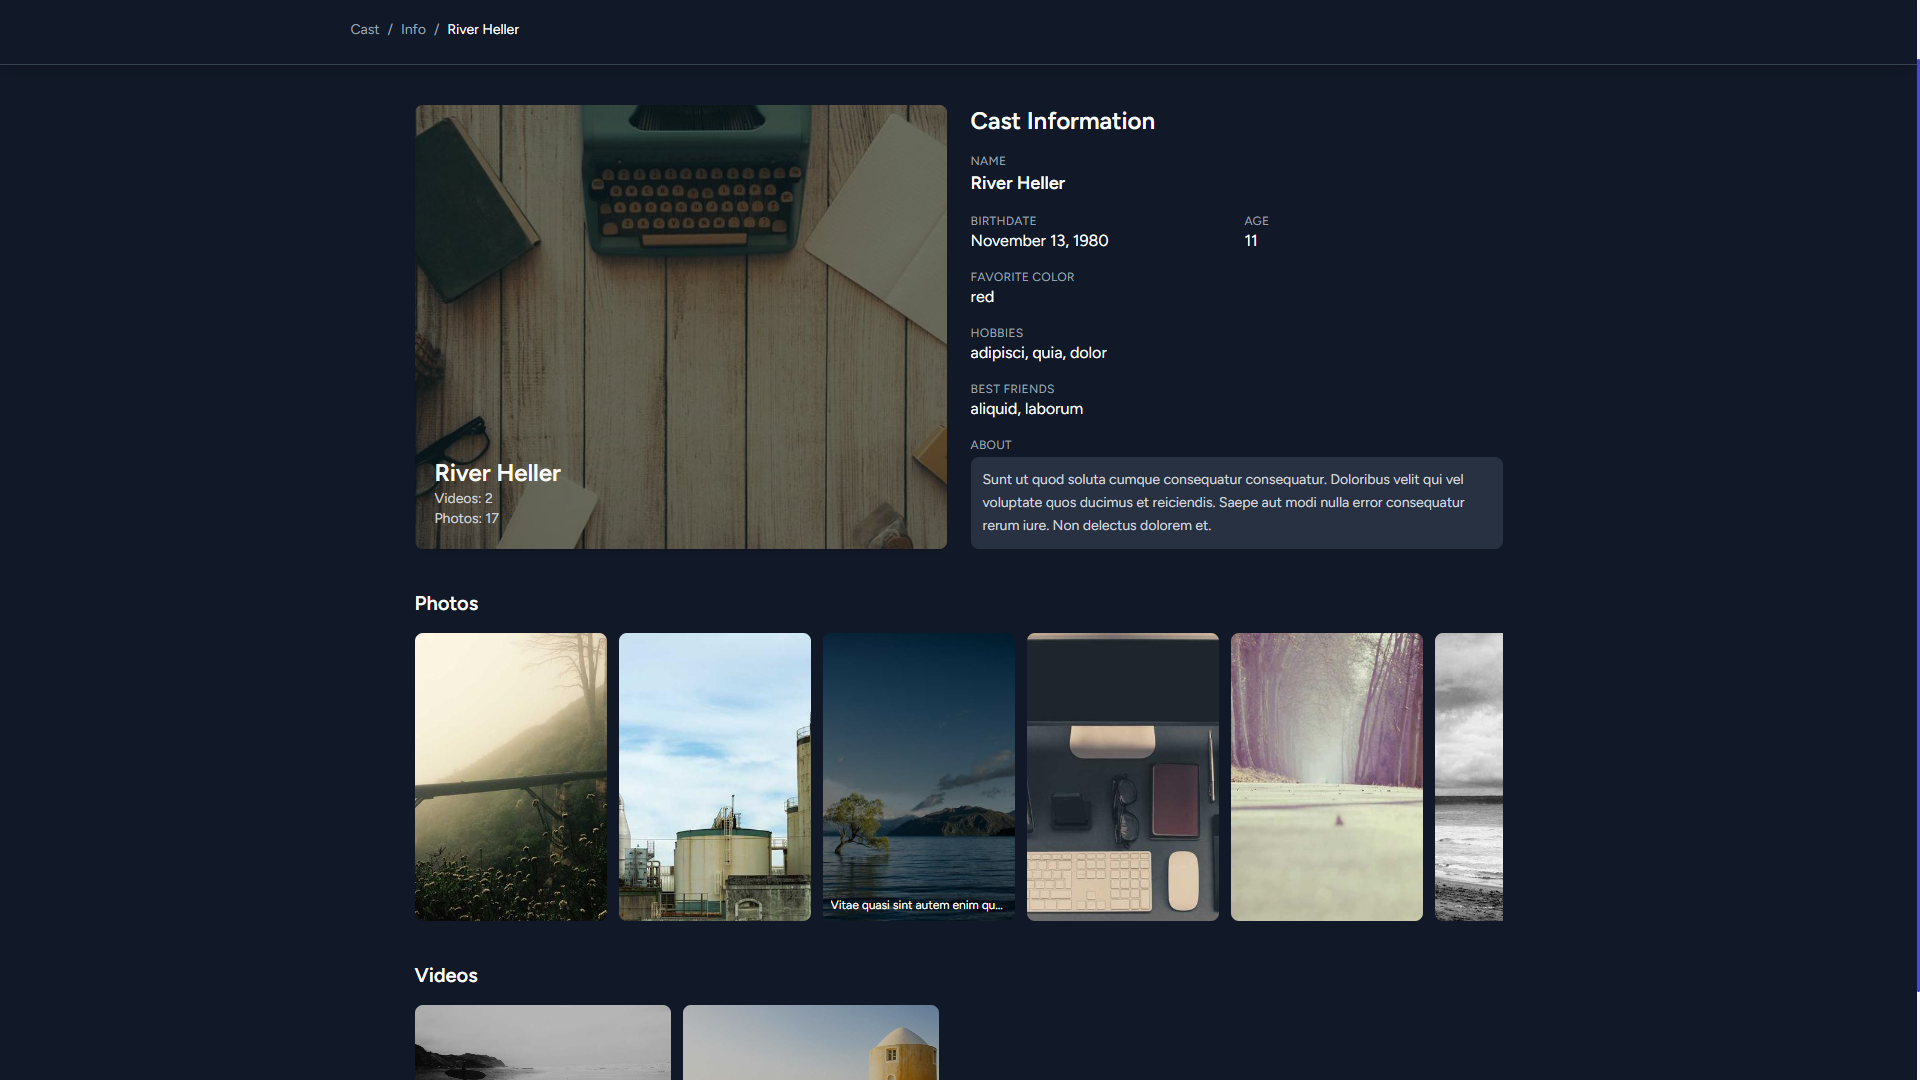 Cast / Info / River Heller
River Heller
Videos: 2
Photos: 17
Cast Information
NAME
River Heller
BIRTHDATE
November 13, 1980
AGE
11
FAVORITE COLOR
red
HOBBIES
adipisci, quia, dolor
BEST FRIENDS
aliquid, laborum
ABOUT
Sunt ut quod soluta cumque consequatur consequatur. Doloribus velit qui vel
voluptate quos ducimus et reiciendis. Saepe aut modi nulla error consequatur
rerum iure. Non delectus dolorem et.
Photos
Vitae quasi sint autem enim qu...
Videos